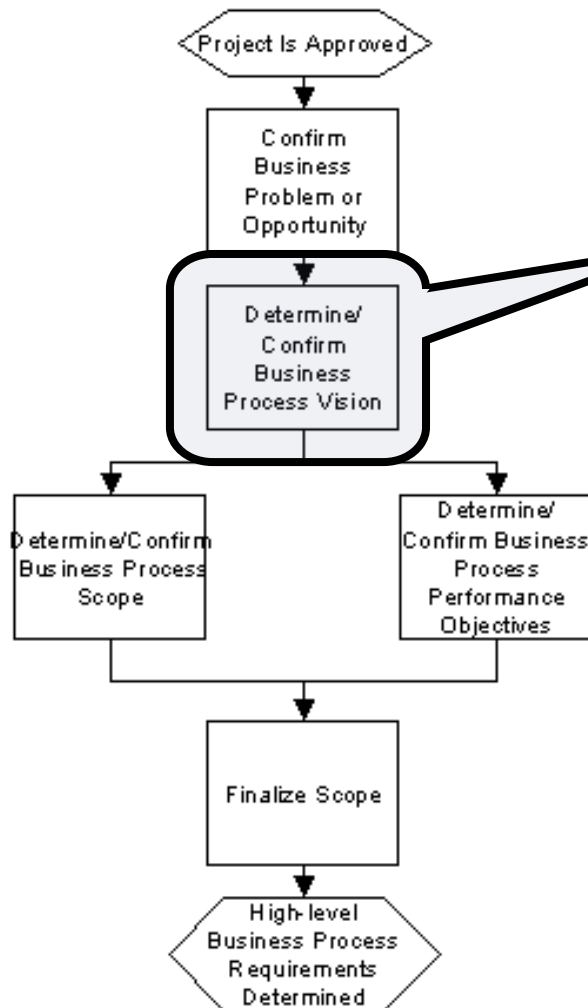 Project Is Approved
Confirm
Business
Problem or
Opportunity
Determine/
Confirm
Business
Process Vision
Determine/Confirm
Business Process
Scope
Determine/
Confirm Business
Process
Performance
Objectives
Finalize Scope
High-level
Business Process
Requirements
Determined